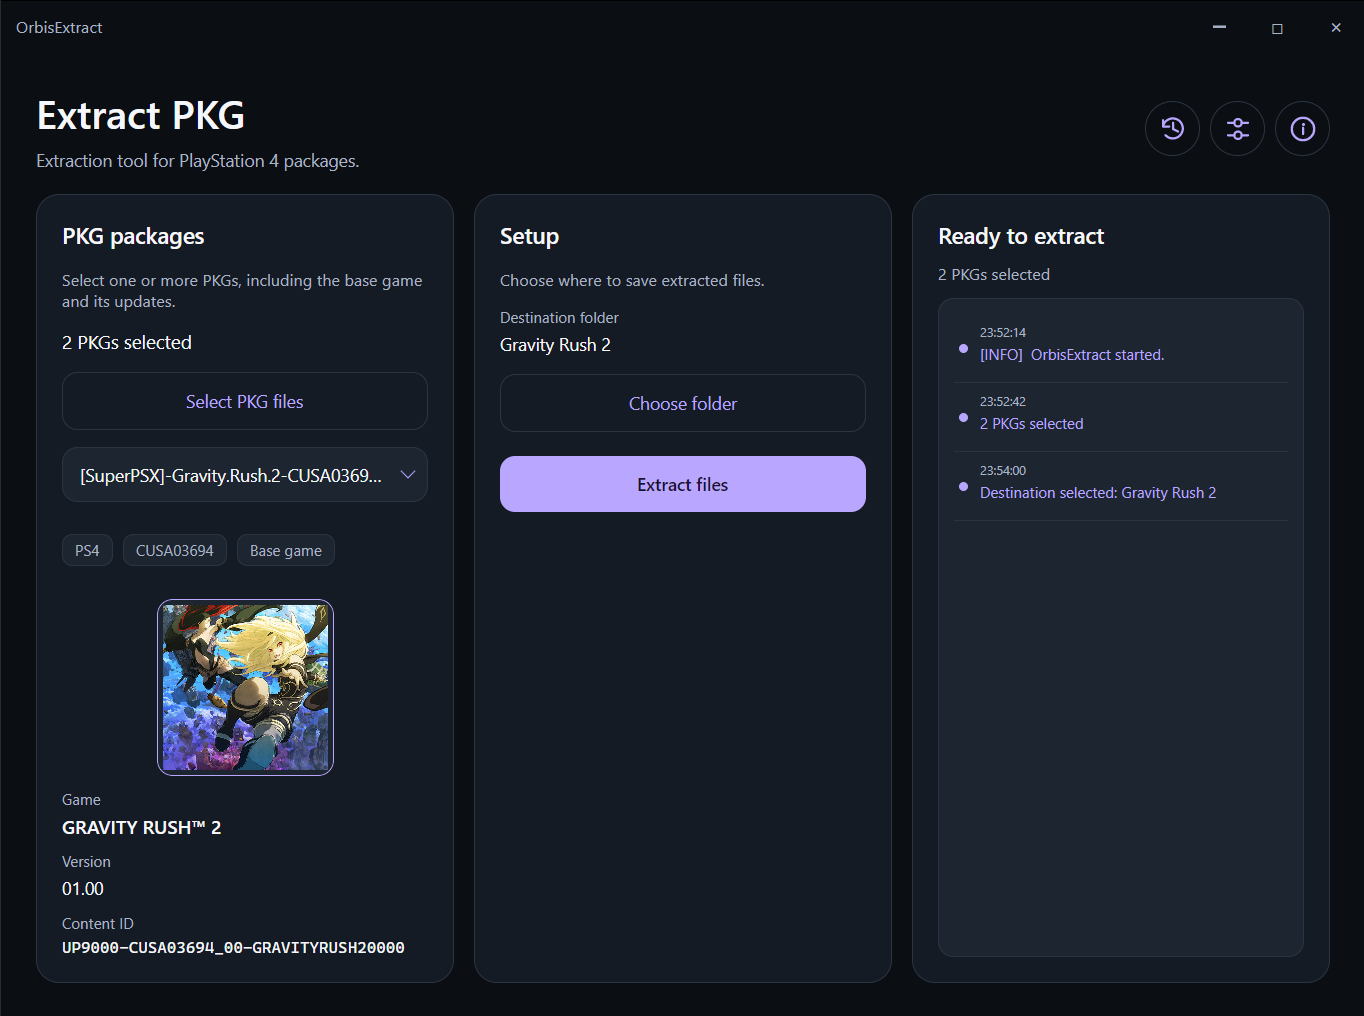 OrbisExtract
Extract PKG
Extraction tool for PlayStation 4 packages.
PKG packages
Select one or more PKGs, including the base game
and its updates.
2 PKGs selected
Select PKG files
[SuperPSX]-Gravity.Rush.2-CUSA0369...
PS4
CUSA03694
Base game
Game
GRAVITY RUSH™ 2
Version
01.00
Content ID
UP9000-CUSA03694_00-GRAVITYRUSH20000
Setup
Choose where to save extracted files.
Destination folder
Gravity Rush 2
Choose folder
Extract files
Ready to extract
2 PKGs selected
23:52:14
[INFO] OrbisExtract started.
23:52:42
2 PKGs selected
23:54:00
Destination selected: Gravity Rush 2